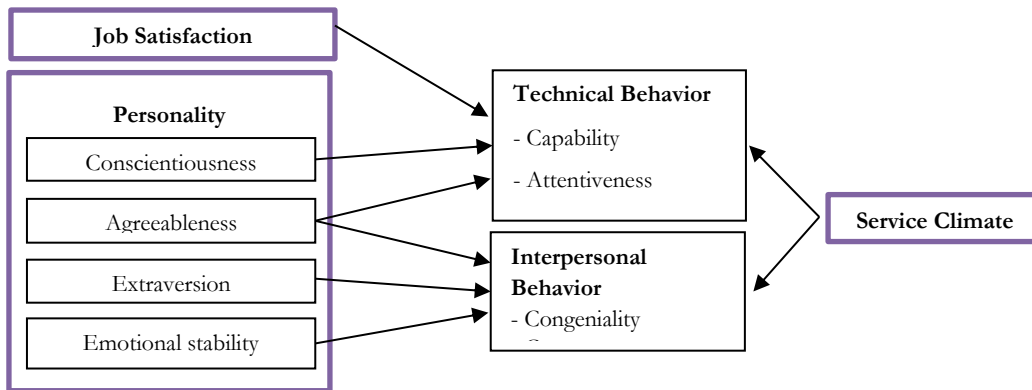 Job Satisfaction
Personality
Conscientiousness
Agreeableness
Extraversion
Emotional stability
Technical Behavior
- Capability
- Attentiveness
Interpersonal
Behavior
- Congeniality
Service Climate